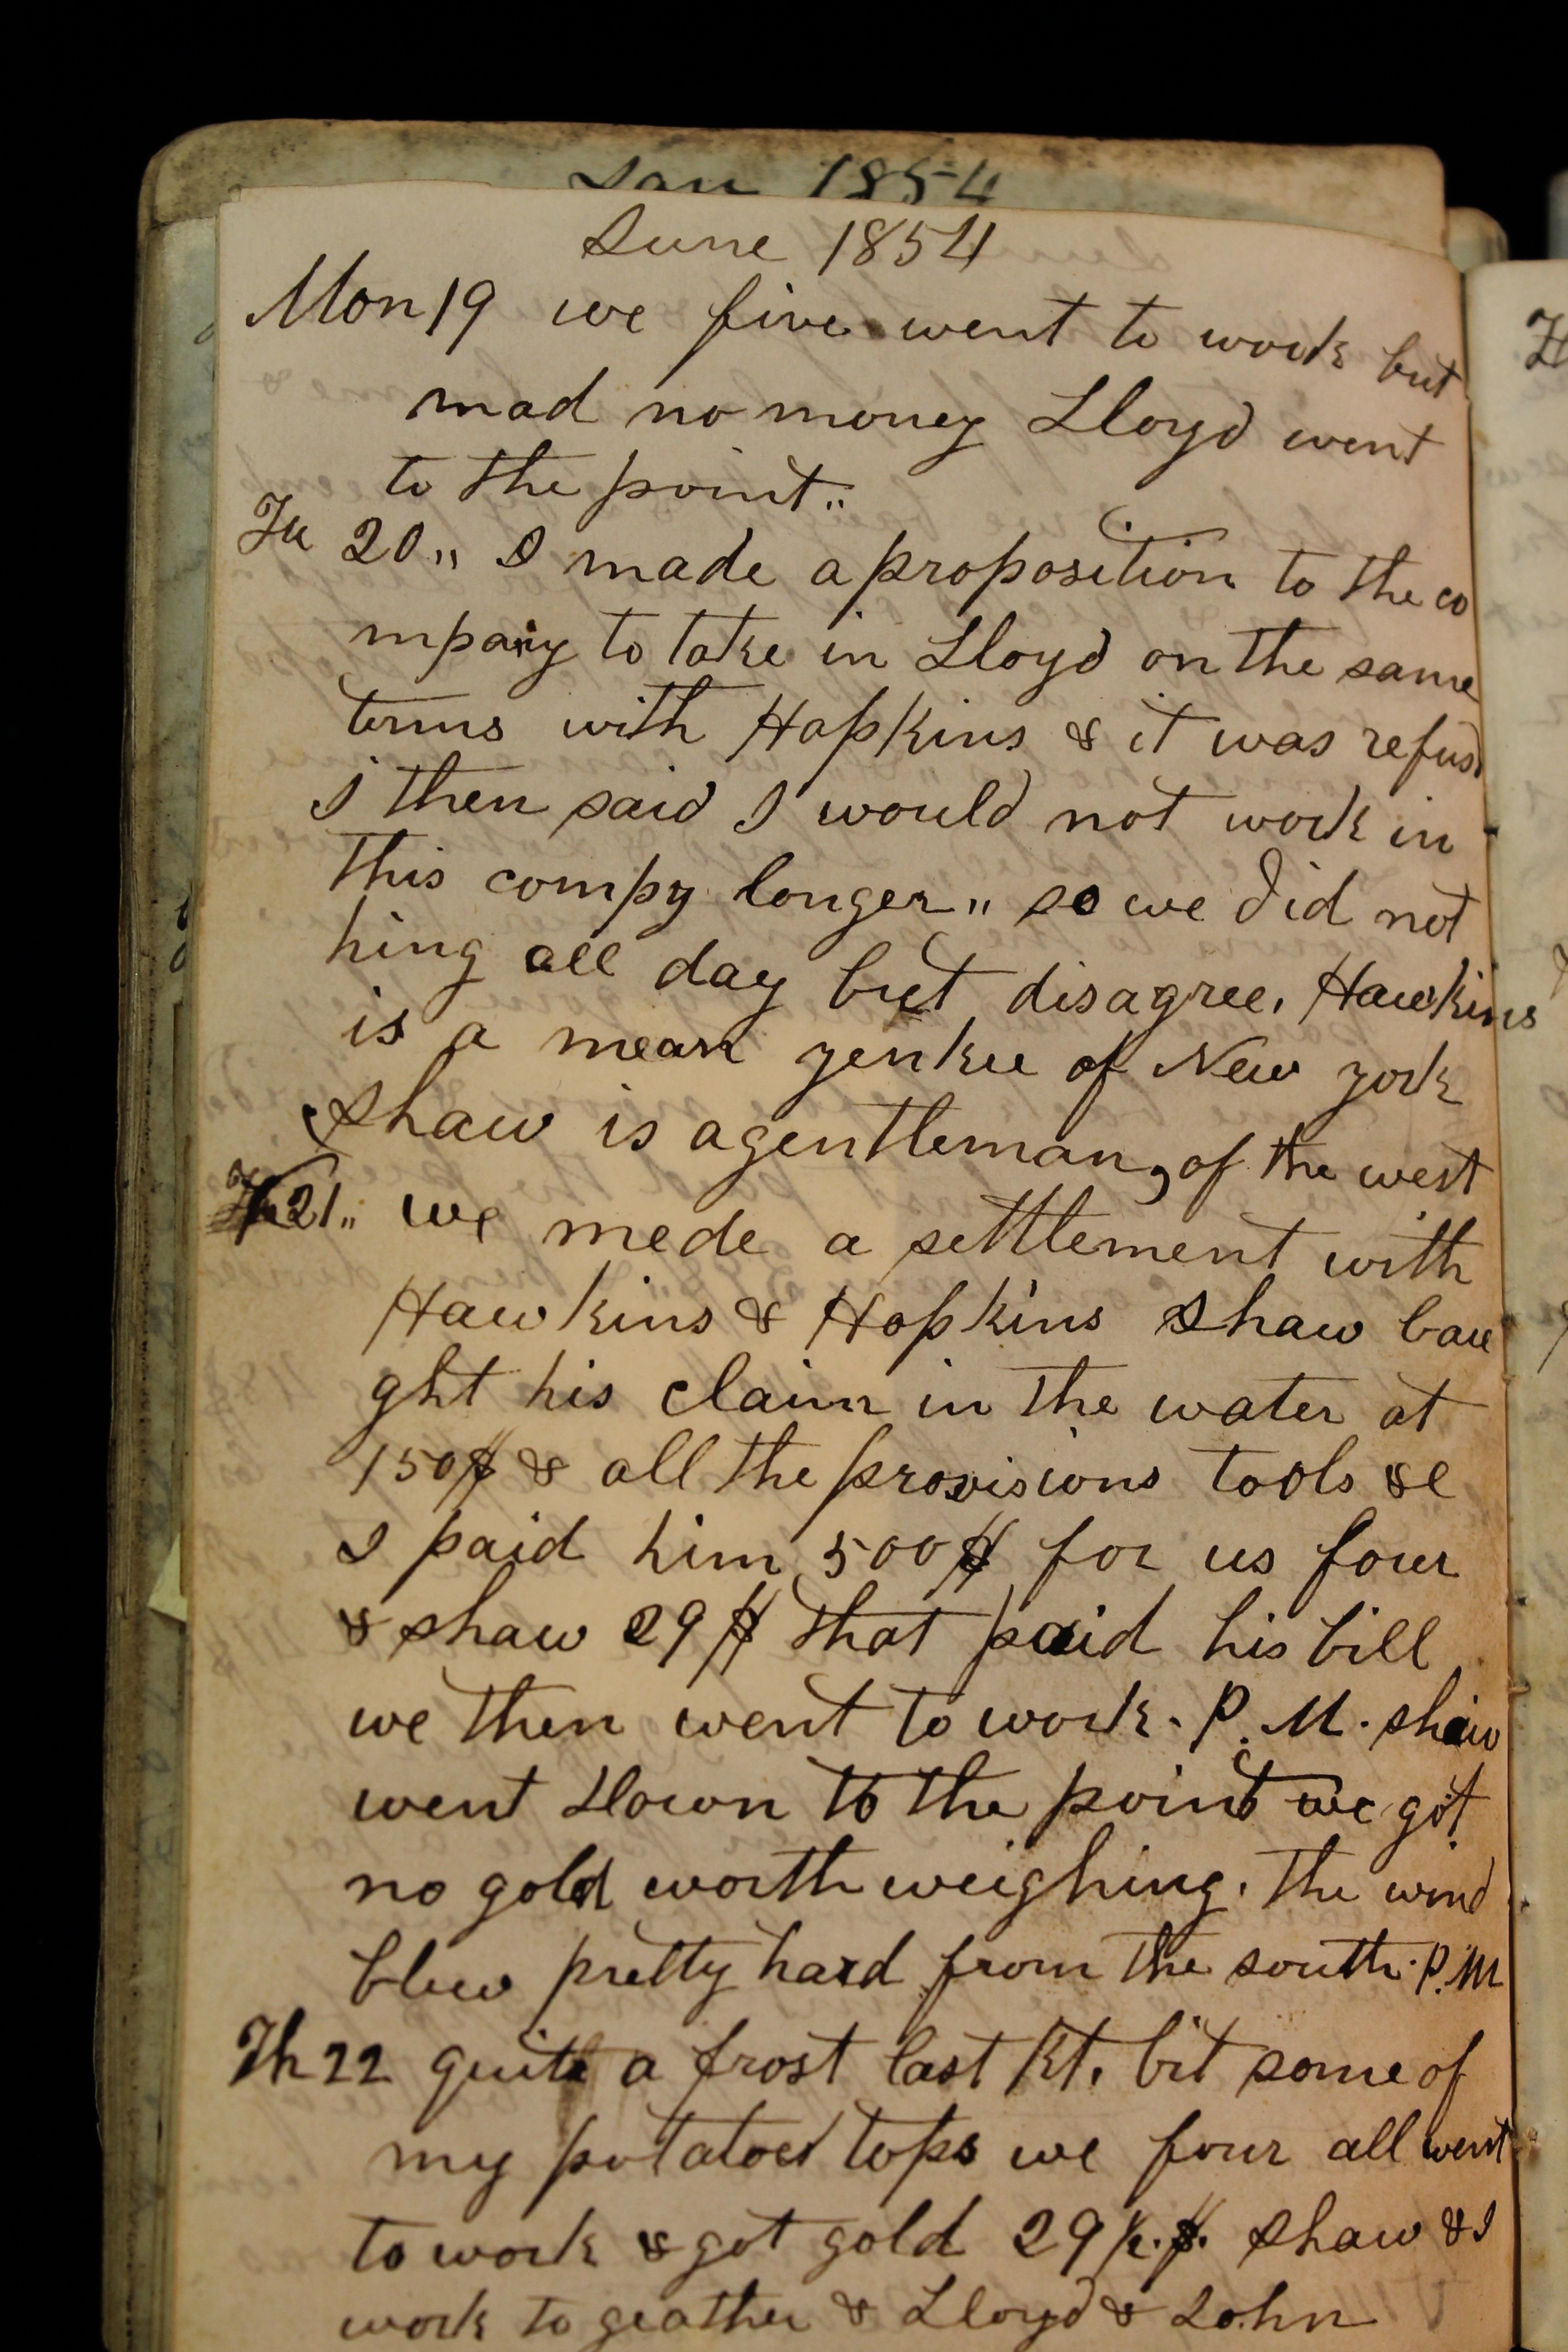 Jan 1854
June 1854
Mon 19 we five went to work but
mad no money Lloyd went
to the point..
Tu 20,, I made a proposition to the co
mpany to take in Lloyd on the same
terms with Hopkins & it was refusd
I then said I would not work in
this compy longer,, so we did not
hing all day but disagree. Hawkins
is a mean yenkee of New york
Shaw is a gentleman, of the west
21,, we mede a settlement with
Hawkins & Hopkins Shaw bau
ght his claim in the water at
150$ & all the provisions tools &c
I paid him 500$ for us four
& Shaw 29$ that paid his bill
we then went to work. P.M. Shaw
went down to the point we got
no gold worth weighing. the wind
blew pretty hard from the south. P.M
Th 22 quite a frost last Nt. bit some of
my potatoes tops we four all went
to work & got gold 29 $. Shaw & I
work to geather & Lloyd & John